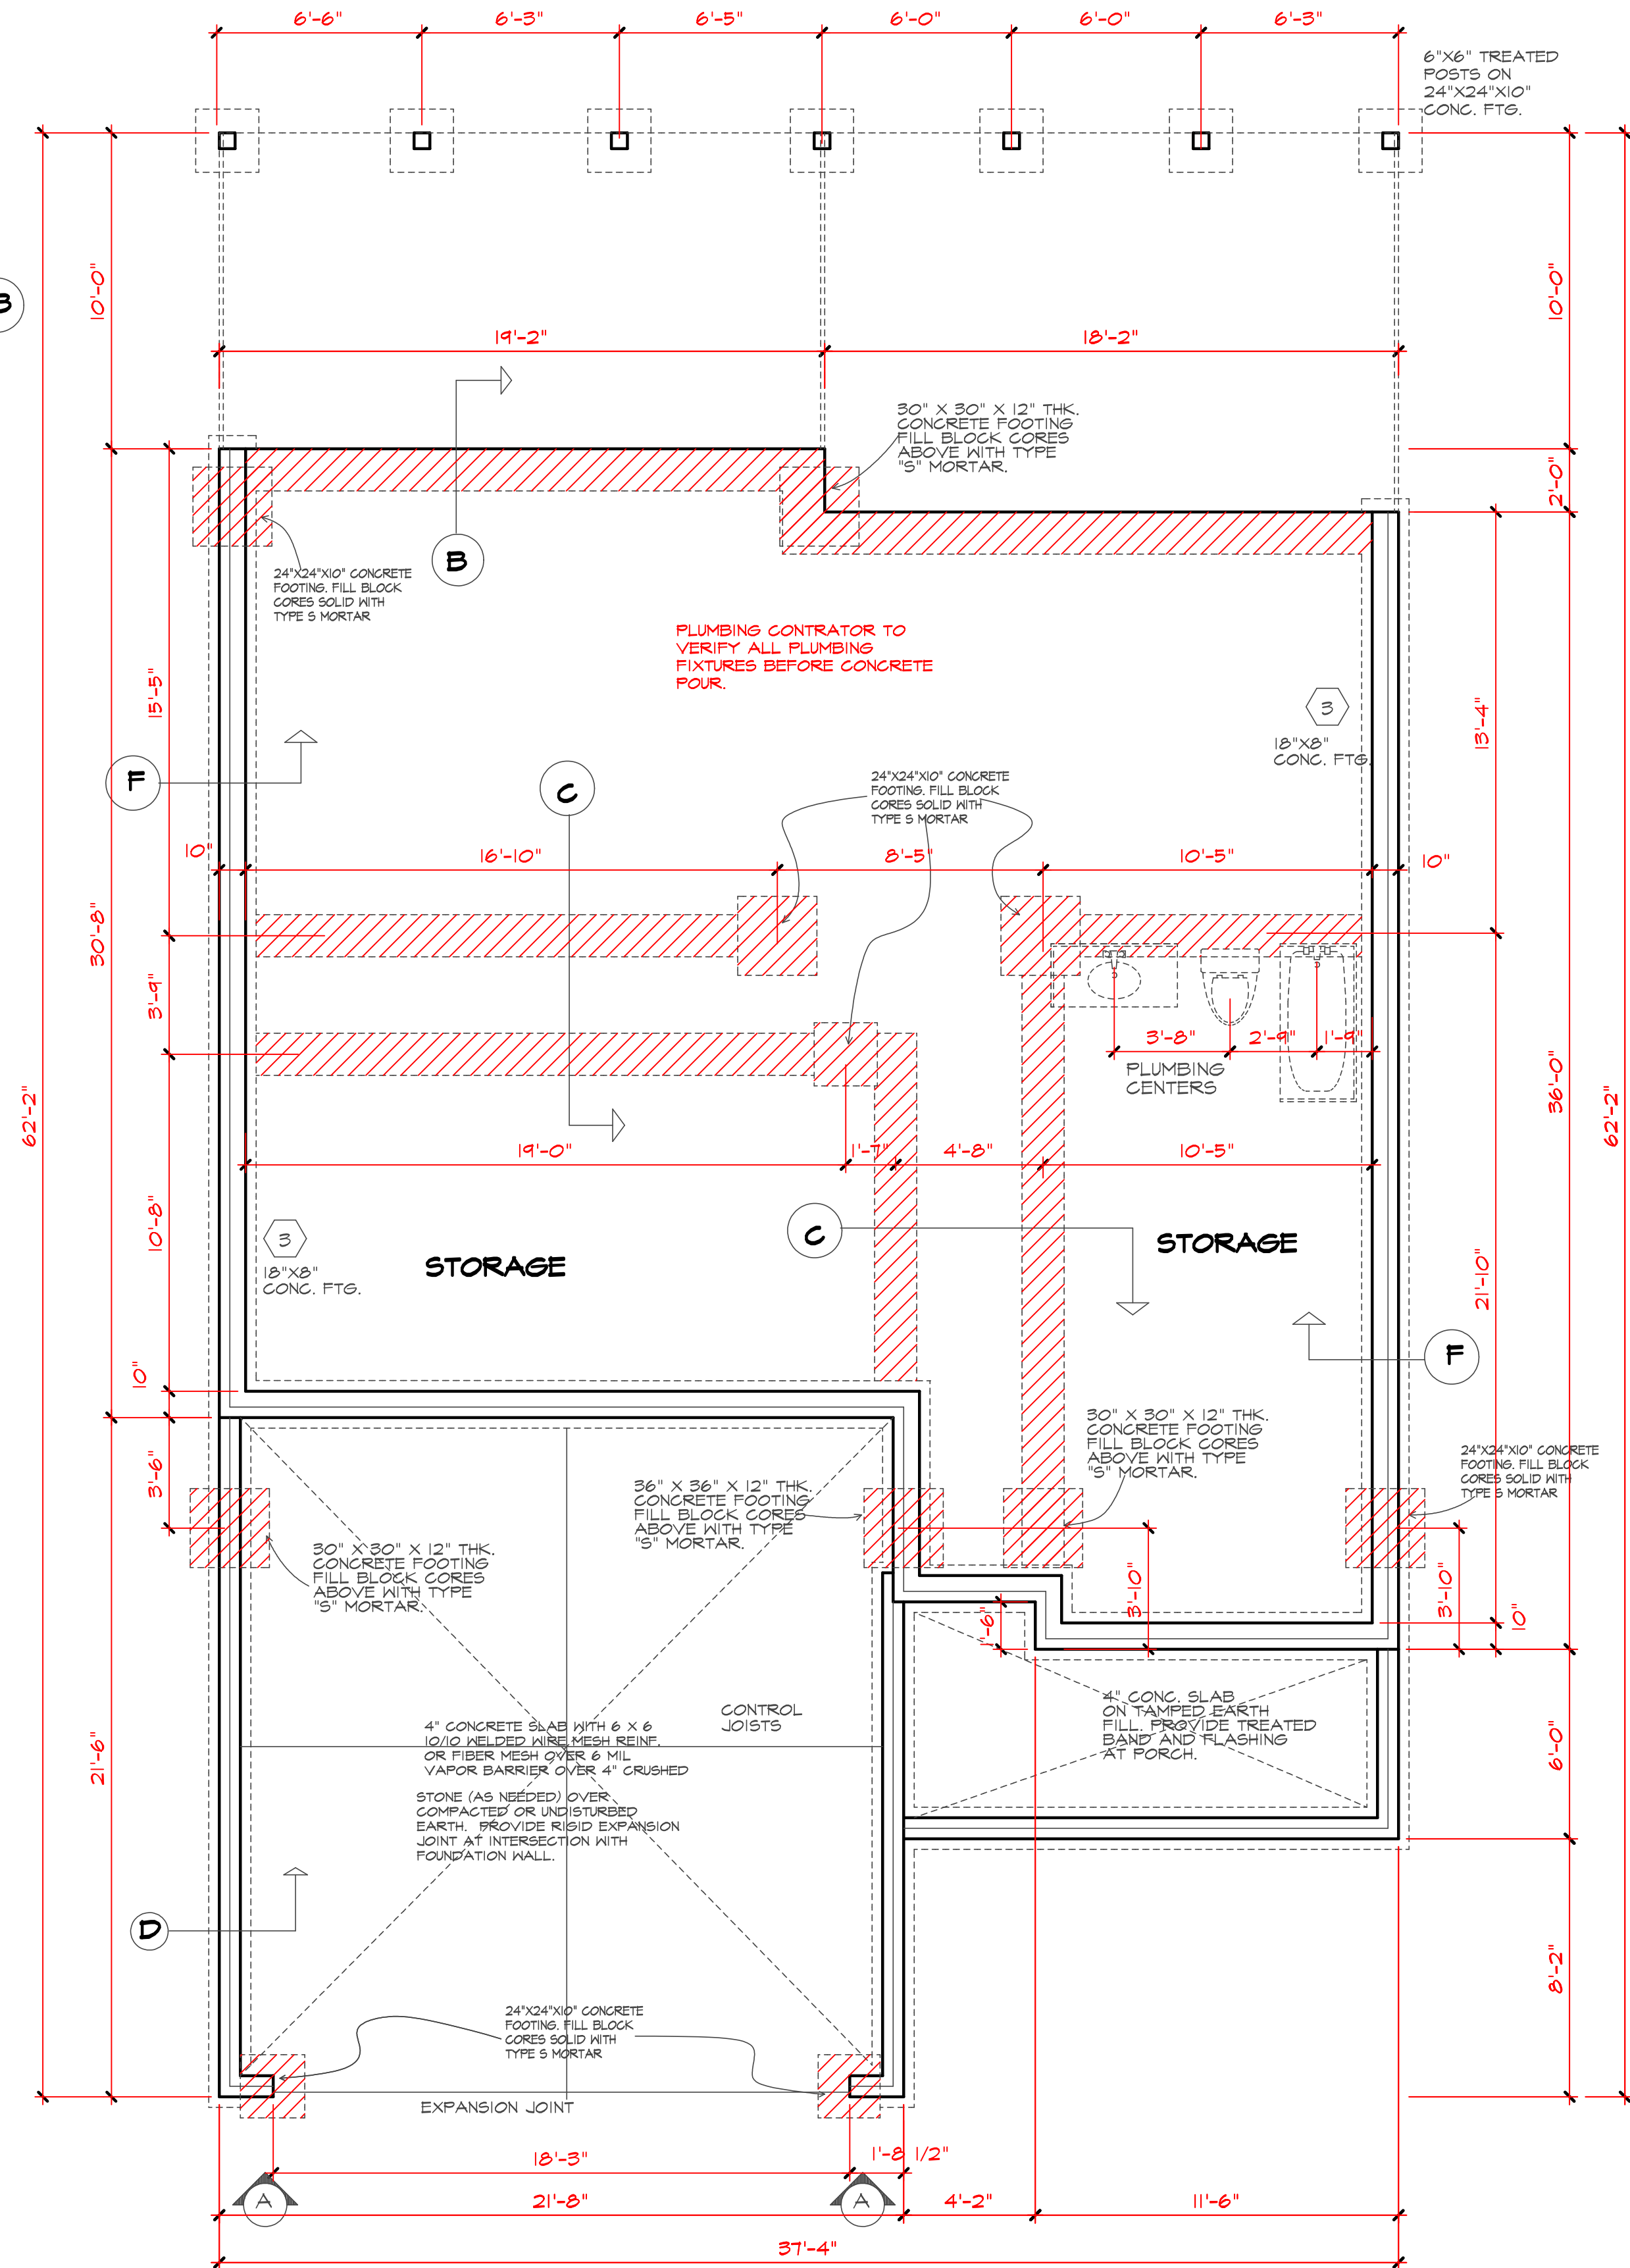 6'-6"
6'-3"
6'-5"
6'-0"
6'-0"
6'-3"
6"X6" TREATED
POSTS ON
24"X24"X10"
CONC. FTG.
10'-0"
10'-0"
B
19'-2"
18'-2"
30" X 30" X 12" THK.
CONCRETE FOOTING
FILL BLOCK CORES
ABOVE WITH TYPE
"S" MORTAR.
2'-0"
B
24"X24"X10" CONCRETE
FOOTING. FILL BLOCK
CORES SOLID WITH
TYPE S MORTAR
PLUMBING CONTRATOR TO
VERIFY ALL PLUMBING
FIXTURES BEFORE CONCRETE
POUR.
15'-5"
3
13'-4"
18"X8"
CONC. FTG.
F
C
24"X24"X10" CONCRETE
FOOTING. FILL BLOCK
CORES SOLID WITH
TYPE S MORTAR
10"
16'-10"
8'-5"
10'-5"
10"
30'-8"
3'-9"
3'-8"
2'-9"
1'-9"
PLUMBING
CENTERS
36'-0"
62'-2"
62'-2"
19'-0"
1'-7"
4'-8"
10'-5"
10'-8"
3
18"X8"
CONC. FTG.
STORAGE
C
STORAGE
21'-10"
F
10"
3'-6"
30" X 30" X 12" THK.
CONCRETE FOOTING
FILL BLOCK CORES
ABOVE WITH TYPE
"S" MORTAR.
24"X24"X10" CONCRETE
FOOTING. FILL BLOCK
CORES SOLID WITH
TYPE S MORTAR
36" X 36" X 12" THK.
CONCRETE FOOTING
FILL BLOCK CORES
ABOVE WITH TYPE
"S" MORTAR.
30" X 30" X 12" THK.
CONCRETE FOOTING
FILL BLOCK CORES
ABOVE WITH TYPE
"S" MORTAR.
1'-6"
3'-10"
3'-10"
10"
CONTROL
JOISTS
4" CONCRETE SLAB WITH 6 X 6
10/10 WELDED WIRE MESH REINF.
OR FIBER MESH OVER 6 MIL
VAPOR BARRIER OVER 4" CRUSHED
STONE (AS NEEDED) OVER
COMPACTED OR UNDISTURBED
EARTH. PROVIDE RIGID EXPANSION
JOINT AT INTERSECTION WITH
FOUNDATION WALL.
4" CONC. SLAB
ON TAMPED EARTH
FILL. PROVIDE TREATED
BAND AND FLASHING
AT PORCH.
21'-6"
6'-0"
D
8'-2"
24"X24"X10" CONCRETE
FOOTING. FILL BLOCK
CORES SOLID WITH
TYPE S MORTAR
EXPANSION JOINT
18'-3"
1'-8 1/2"
A
A
21'-8"
4'-2"
11'-6"
37'-4"